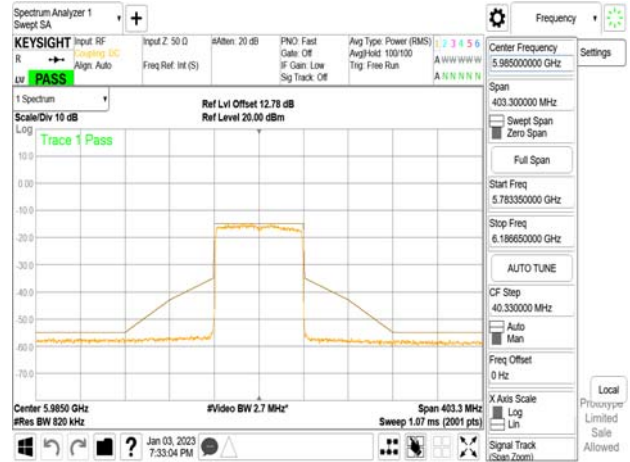 Spectrum Analyzer 1
Swept SA
+
Frequency
KEYSIGHT
R
LV PASS
Input: RF
Coupling: DC
Align: Auto
Input Z: 50 Ω
Freq Ref: Int (S)
#Atten: 20 dB
PNO: Fast
Gate: Off
IF Gain: Low
Sig Track: Off
Avg Type: Power (RMS)
Avg|Hold: 100/100
Trig: Free Run
1 2 3 4 5 6
A W W W W W
A N N N N N
Center Frequency
5.985000000 GHz
Settings
Span
403.300000 MHz
Swept Span
Zero Span
Full Span
Start Freq
5.783350000 GHz
Stop Freq
6.186650000 GHz
AUTO TUNE
CF Step
40.330000 MHz
Auto
Man
Freq Offset
0 Hz
X Axis Scale
Log
Lin
Signal Track
(Span Zoom)
Local
Prototype
Limited
Sale
Allowed
1 Spectrum
Scale/Div 10 dB
Ref Lvl Offset 12.78 dB
Ref Level 20.00 dBm
Log
Trace 1 Pass
10.0
0.00
-10.0
-20.0
-30.0
-40.0
-50.0
-60.0
-70.0
Center 5.9850 GHz
#Res BW 820 kHz
#Video BW 2.7 MHz*
Span 403.3 MHz
Sweep 1.07 ms (2001 pts)
?
Jan 03, 2023
7:33:04 PM